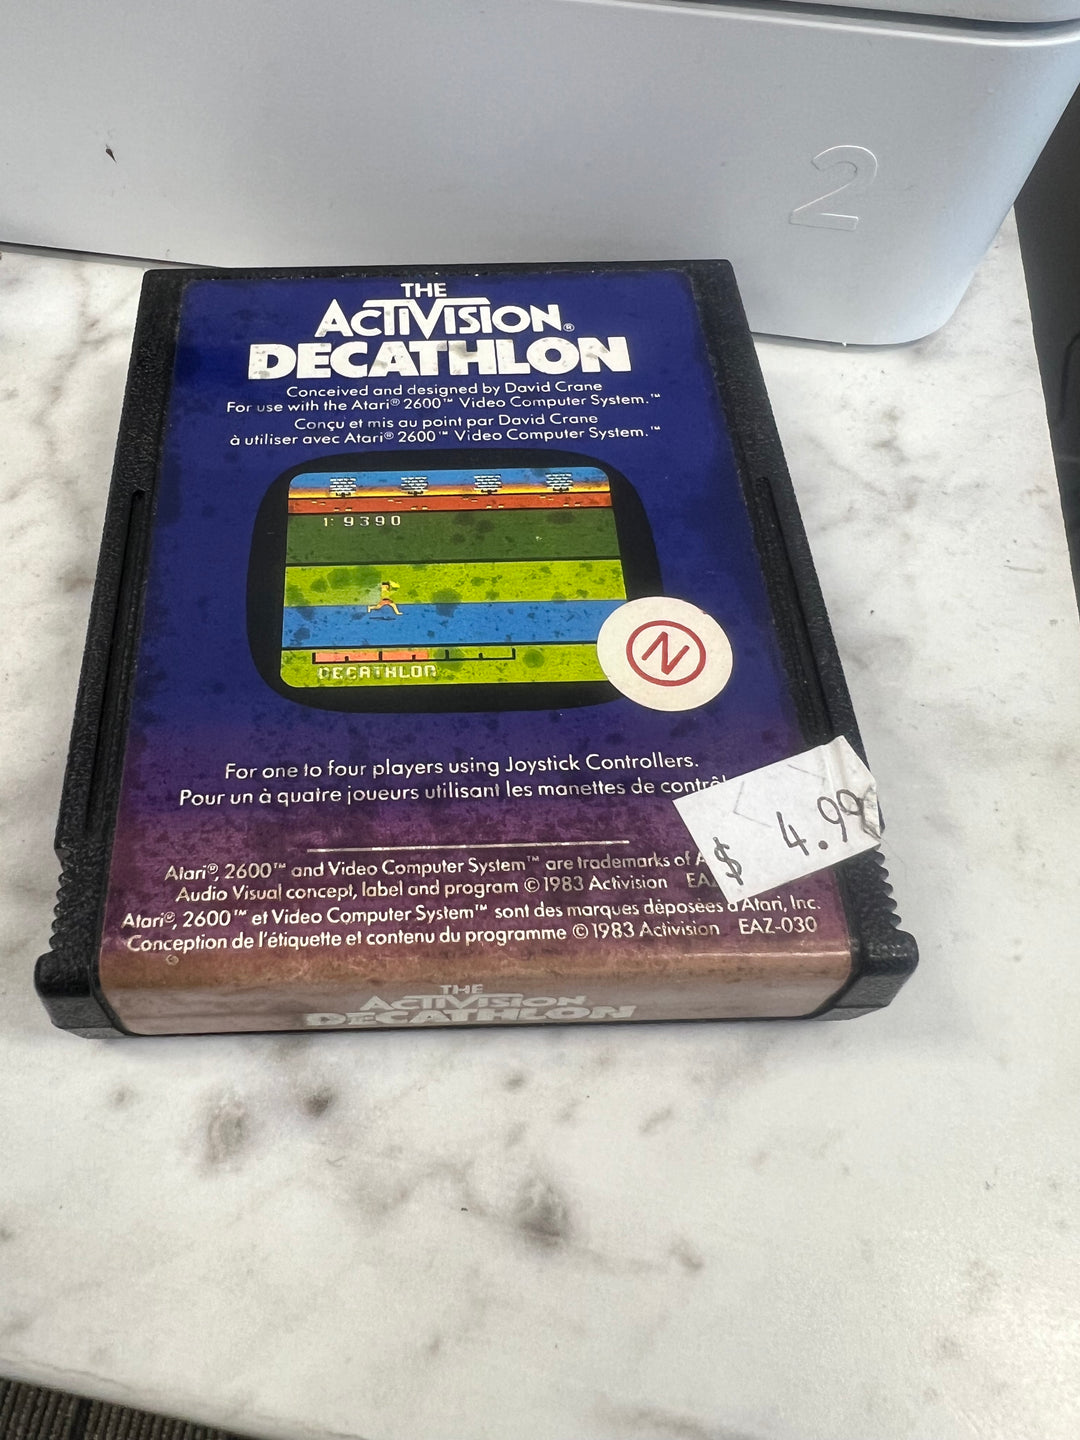 2
THE
ACTIVISION®
DECATHLON
Conceived and designed by David Crane
For use with the Atari® 2600™ Video Computer System.™
Conçu et mis au point par David Crane
à utiliser avec Atari® 2600™ Video Computer System.™
1: 9390
DECATHLON
N
For one to four players using Joystick Controllers.
Pour un à quatre joueurs utilisant les manettes de
$ 4.99
Atari®, 2600™ and Video Computer System™ are trademarks of
Audio Visual concept, label and program © 1983 Activision
Atari®, 2600™ et Video Computer System™ sont des marques déposées d'Atari, Inc.
Conception de l'étiquette et contenu du programme © 1983 Activision EAZ-030
THE
ACTIVISION
DECATHLON